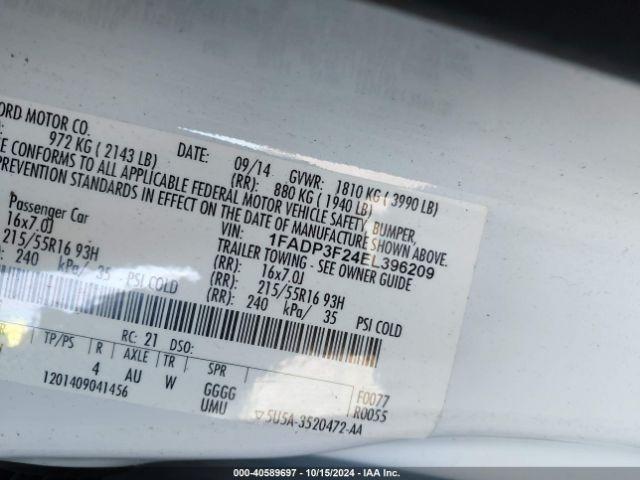 ORD MOTOR CO.
DATE: 09/14 GVWR: 1810 KG ( 3990 LB)
972 KG ( 2143 LB) (RR): 880 KG ( 1940 LB)
E CONFORMS TO ALL APPLICABLE FEDERAL MOTOR VEHICLE SAFETY, BUMPER,
PREVENTION STANDARDS IN EFFECT ON THE DATE OF MANUFACTURE SHOWN ABOVE.
VIN: 1FADP3F24EL396209
Passenger Car TRAILER TOWING - SEE OWNER GUIDE
16x7.0J (RR): 16x7.0J
215/55R16 93H (RR): 215/55R16 93H
240 kPa/ 35 PSI COLD (RR): 240 kPa/ 35 PSI COLD
RC: 21 DSO:
TP/PS R AXLE TR SPR
4 AU W GGGG F0077
1201409041456 UMU R0055
5U5A-3520472-AA
000-40589697 - 10/15/2024 - IAA Inc.